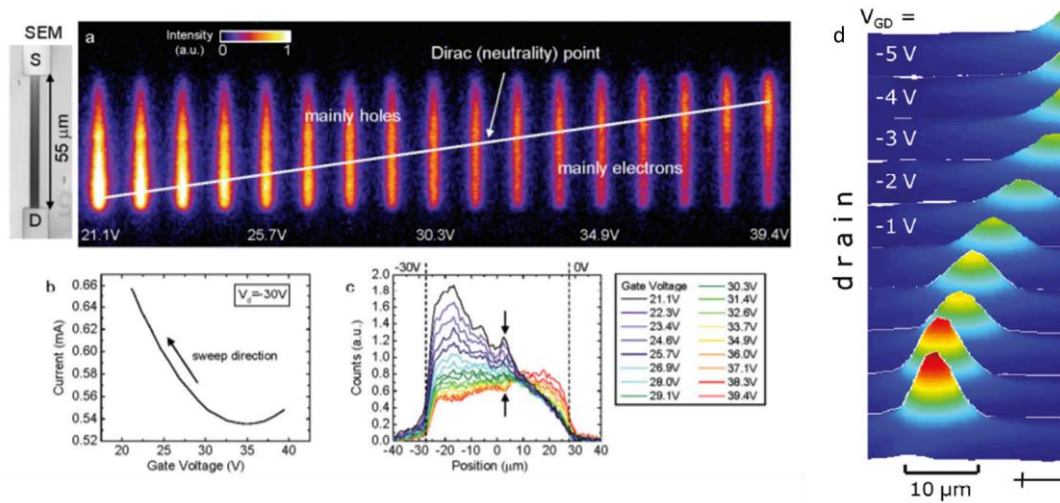 SEM
S
55 μm
D
a
Intensity
(a.u.)
0
1
Dirac (neutrality) point
mainly holes
mainly electrons
21.1V
25.7V
30.3V
34.9V
39.4V
b
Current (mA)
0.66
0.64
0.62
0.60
0.58
0.56
0.54
0.52
V_d=-30V
sweep direction
20
25
30
35
40
Gate Voltage (V)
c
-30V
0V
Counts (a.u.)
2.0
1.8
1.6
1.4
1.2
1.0
0.8
0.6
0.4
0.2
0.0
-40
-30
-20
-10
0
10
20
30
40
Position (μm)
Gate Voltage
21.1V
22.3V
23.4V
24.6V
25.7V
26.9V
28.0V
29.1V
30.3V
31.4V
32.6V
33.7V
34.9V
36.0V
37.1V
38.3V
39.4V
d
V_GD =
-5 V
-4 V
-3 V
-2 V
-1 V
drain
10 μm